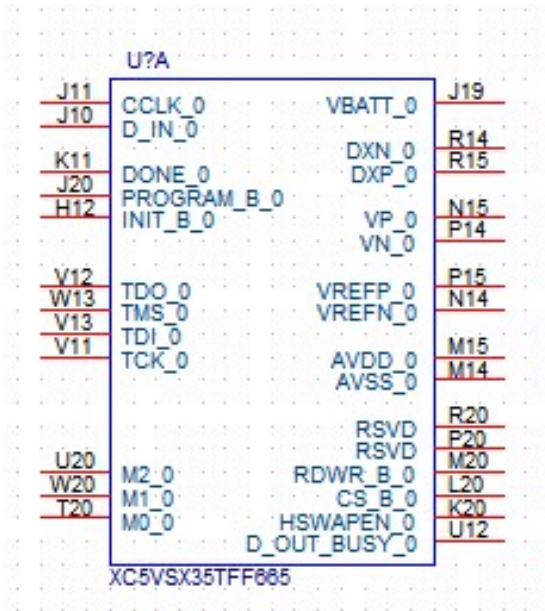 U?A
J11 CCLK_0 VBATT_0 J19
J10 D_IN_0
DXN_0 R14
K11 DONE_0 DXP_0 R15
J20 PROGRAM_B_0
H12 INIT_B_0 VP_0 N15
VN_0 P14
V12 TDO_0 VREFP_0 P15
W13 TMS_0 VREFN_0 N14
V13 TDI_0
V11 TCK_0 AVDD_0 M15
AVSS_0 M14
RSVD R20
RSVD P20
U20 M2_0 RDWR_B_0 M20
W20 M1_0 CS_B_0 L20
T20 M0_0 HSWAPEN_0 K20
D_OUT_BUSY_0 U12
XC5VSX35TFF665